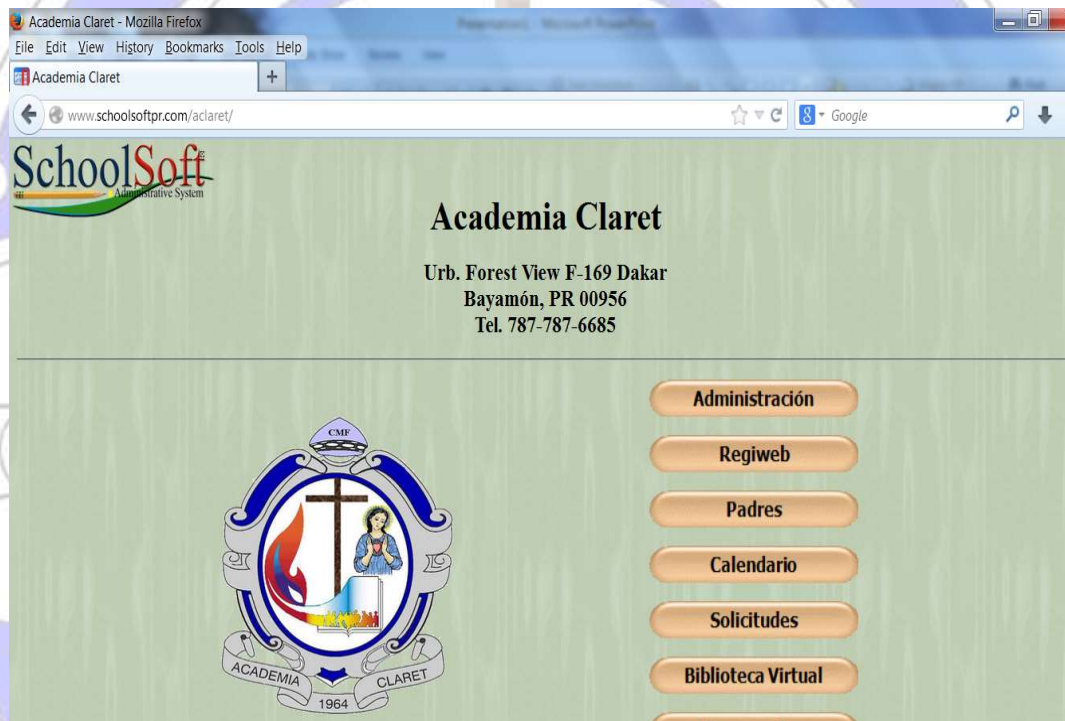 Academia Claret - Mozilla Firefox
File Edit View History Bookmarks Tools Help
Academia Claret +
www.schoolsoftpr.com/aclaret/
Google
SchoolSoft
Administrative System
Academia Claret
Urb. Forest View F-169 Dakar
Bayamón, PR 00956
Tel. 787-787-6685
Administración
Regiweb
Padres
Calendario
Solicitudes
Biblioteca Virtual
CMF
ACADEMIA CLARET
1964